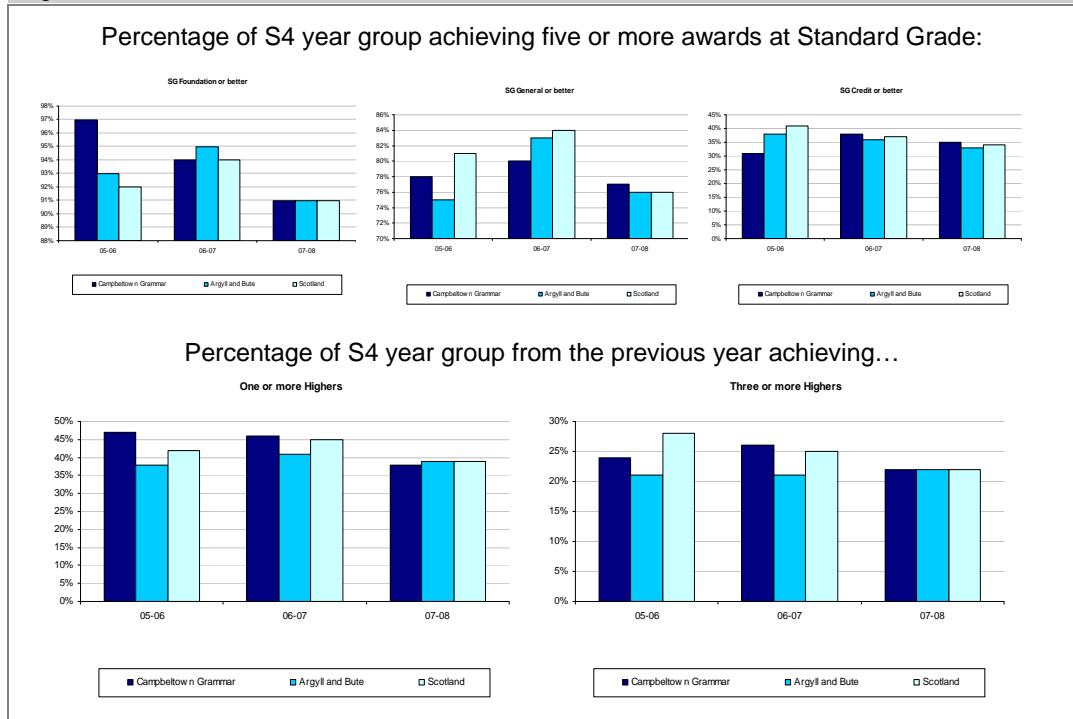 Percentage of S4 year group achieving five or more awards at Standard Grade:
SG Foundation or better
98%
97%
96%
95%
94%
93%
92%
91%
90%
89%
88%
05-06 06-07 07-08
Campbeltown Grammar Argyll and Bute Scotland
SG General or better
86%
84%
82%
80%
78%
76%
74%
72%
70%
05-06 06-07 07-08
Campbeltown Grammar Argyll and Bute Scotland
SG Credit or better
45%
40%
35%
30%
25%
20%
15%
10%
5%
0%
05-06 06-07 07-08
Campbeltown Grammar Argyll and Bute Scotland
Percentage of S4 year group from the previous year achieving…
One or more Highers
50%
45%
40%
35%
30%
25%
20%
15%
10%
5%
0%
05-06 06-07 07-08
Campbeltown Grammar Argyll and Bute Scotland
Three or more Highers
30%
25%
20%
15%
10%
5%
0%
05-06 06-07 07-08
Campbeltown Grammar Argyll and Bute Scotland